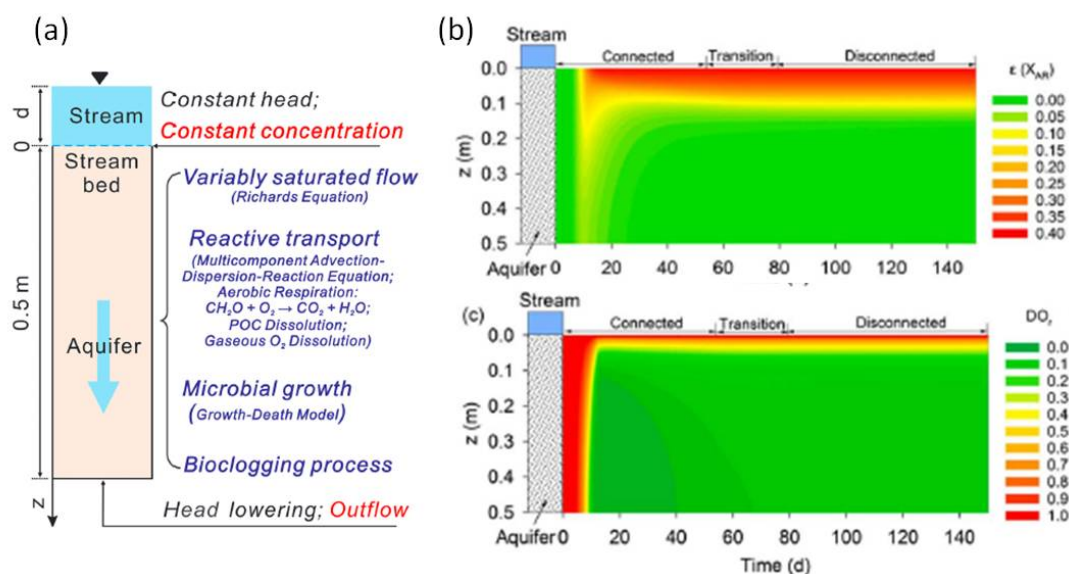 (a)
d
0
0.5 m
z
Stream
Stream
bed
Aquifer
Constant head;
Constant concentration
Variably saturated flow
(Richards Equation)
Reactive transport
(Multicomponent Advection-
Dispersion-Reaction Equation;
Aerobic Respiration:
CH₂O + O₂ → CO₂ + H₂O;
POC Dissolution;
Gaseous O₂ Dissolution)
Microbial growth
(Growth-Death Model)
Bioclogging process
Head lowering; Outflow
(b)
Stream
Connected Transition Disconnected
z (m)
0.0
0.1
0.2
0.3
0.4
0.5
Aquifer
0 20 40 60 80 100 120 140
ε (X_AR)
0.00
0.05
0.10
0.15
0.20
0.25
0.30
0.35
0.40
(c)
Stream
Connected Transition Disconnected
z (m)
0.0
0.1
0.2
0.3
0.4
0.5
Aquifer
0 20 40 60 80 100 120 140
Time (d)
0.0
0.1
0.2
0.3
0.4
0.5
0.6
0.7
0.8
0.9
1.0